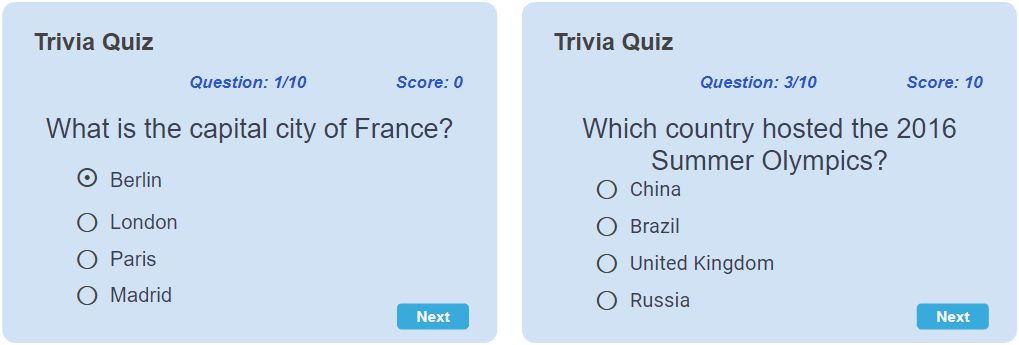 Trivia Quiz
Question: 1/10 Score: 0
What is the capital city of France?
Berlin
London
Paris
Madrid
Next
Trivia Quiz
Question: 3/10 Score: 10
Which country hosted the 2016
Summer Olympics?
China
Brazil
United Kingdom
Russia
Next